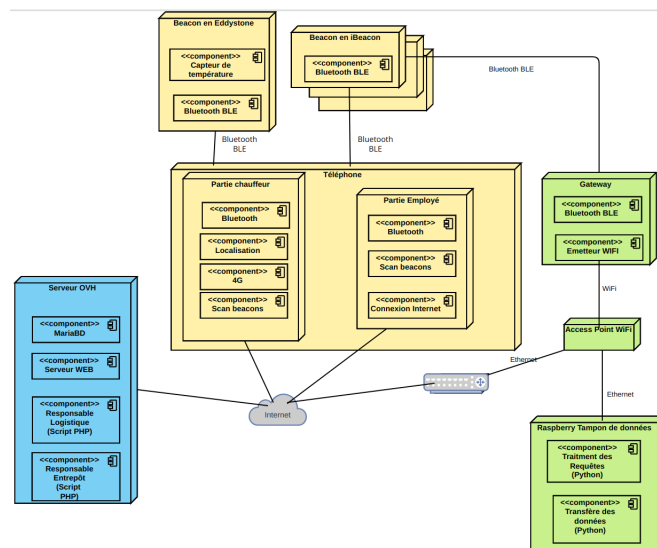 Beacon en Eddystone
<<component>>
Capteur de
température
<<component>>
Bluetooth BLE
Beacon en iBeacon
<<component>>
Bluetooth BLE
Bluetooth BLE
Bluetooth
BLE
Bluetooth
BLE
Téléphone
Partie chauffeur
<<component>>
Bluetooth
<<component>>
Localisation
<<component>>
4G
<<component>>
Scan beacons
Partie Employé
<<component>>
Bluetooth
<<component>>
Scan beacons
<<component>>
Connexion Internet
Gateway
<<component>>
Bluetooth BLE
<<component>>
Emetteur WIFI
WiFi
Access Point WiFi
Ethernet
Ethernet
Serveur OVH
<<component>>
MariaBD
<<component>>
Serveur WEB
<<component>>
Responsable
Logistique
(Script PHP)
<<component>>
Responsable
Entrepôt
(Script
PHP)
Internet
Raspberry Tampon de données
<<component>>
Traitment des
Requêtes
(Python)
<<component>>
Transfère des
données
(Python)